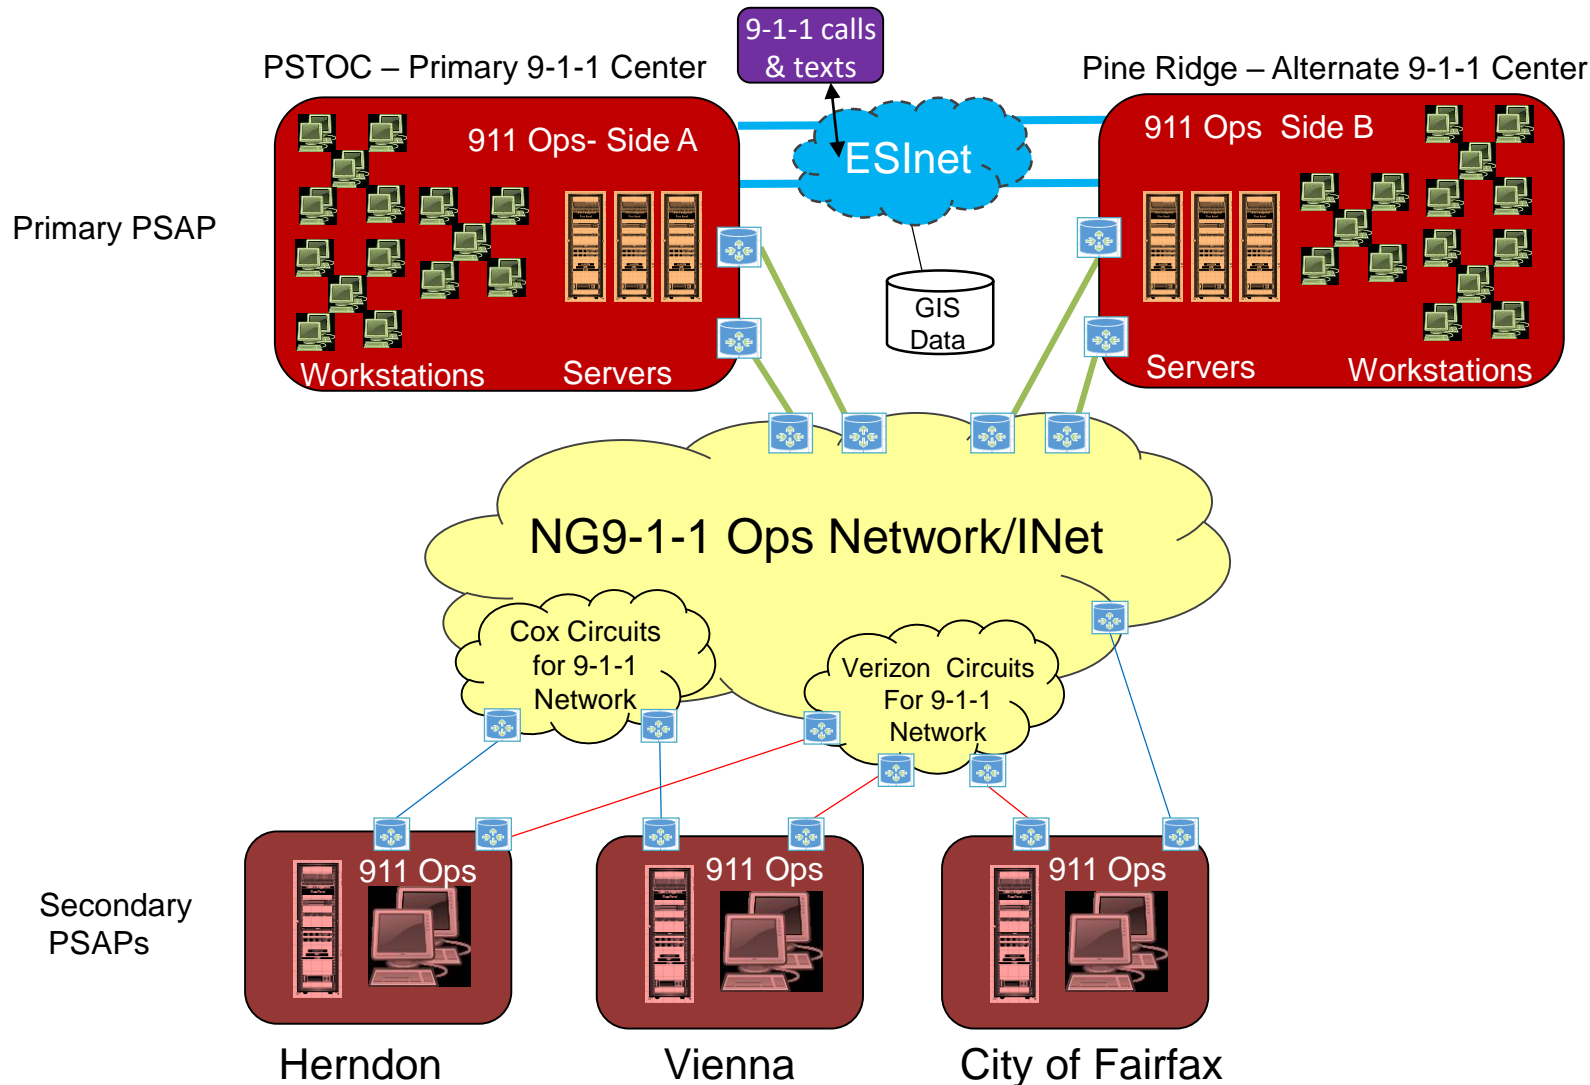 9-1-1 calls
& texts
PSTOC – Primary 9-1-1 Center
Pine Ridge – Alternate 9-1-1 Center
911 Ops- Side A
ESInet
911 Ops  Side B
Primary PSAP
GIS
Data
Workstations
Servers
Servers
Workstations
NG9-1-1 Ops Network/INet
Cox Circuits
for 9-1-1
Network
Verizon  Circuits
For 9-1-1
Network
911 Ops
911 Ops
911 Ops
Secondary
PSAPs
Herndon
Vienna
City of Fairfax